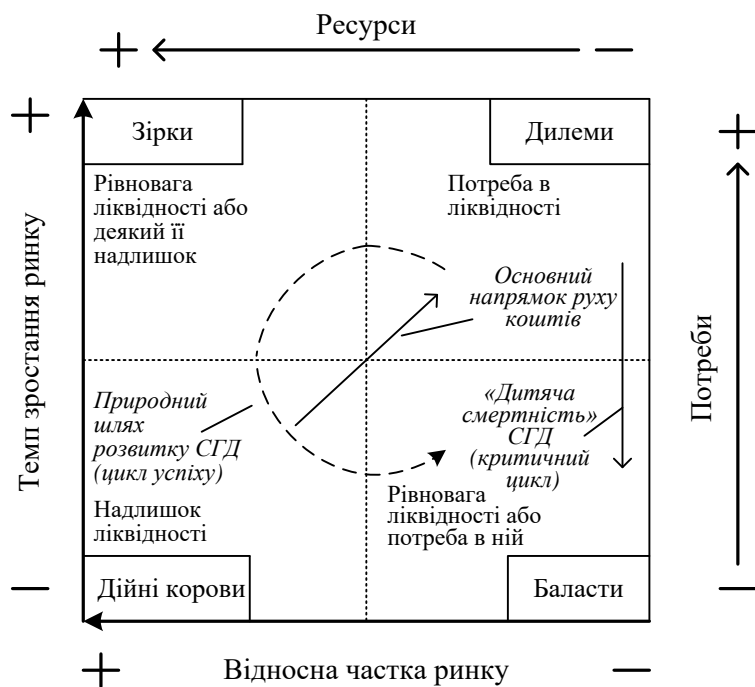 Ресурси
+
−
+
Зірки
Дилеми
+
Рівновага
ліквідності або
деякий її
надлишок
Потреба в
ліквідності
Основний
напрямок руху
коштів
Темп зростання ринку
Потреби
Природний
шлях
розвитку СГД
(цикл успіху)
«Дитяча
смертність»
СГД
(критичний
цикл)
Надлишок
ліквідності
Рівновага
ліквідності або
потреба в ній
−
Дійні корови
Баласти
−
+
Відносна частка ринку
−